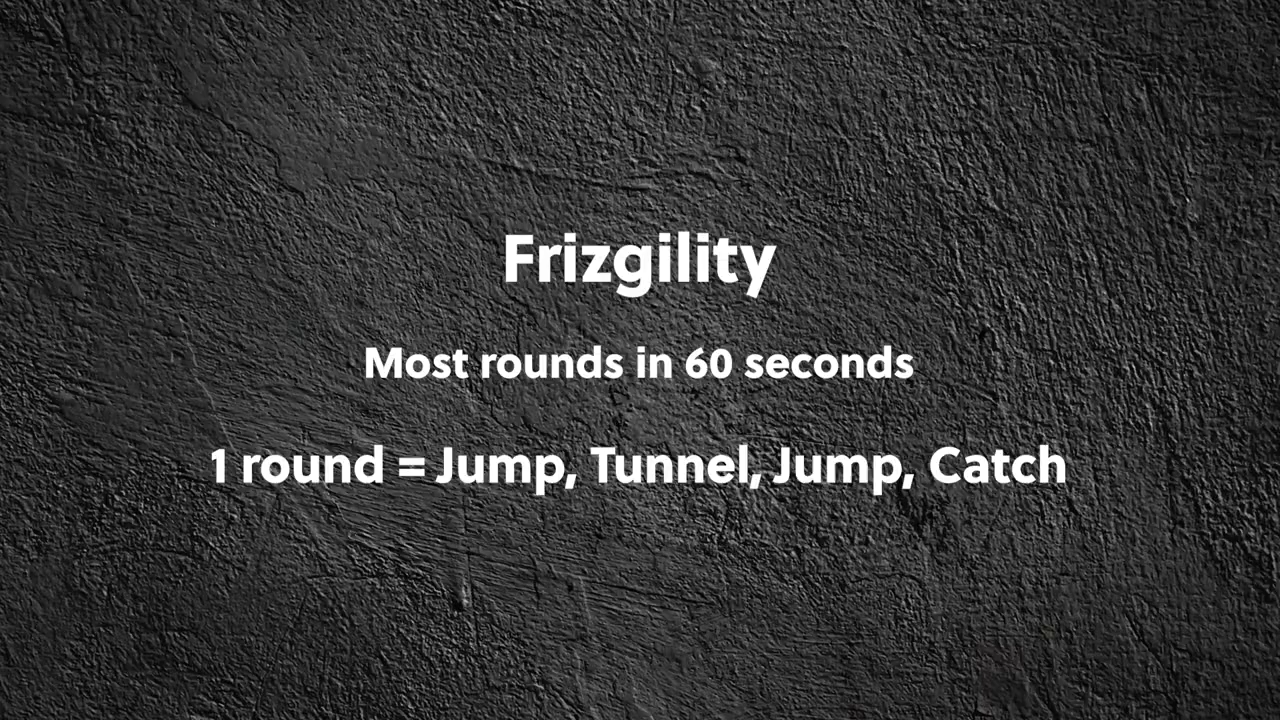 Frizgility
Most rounds in 60 seconds
1 round = Jump, Tunnel, Jump, Catch